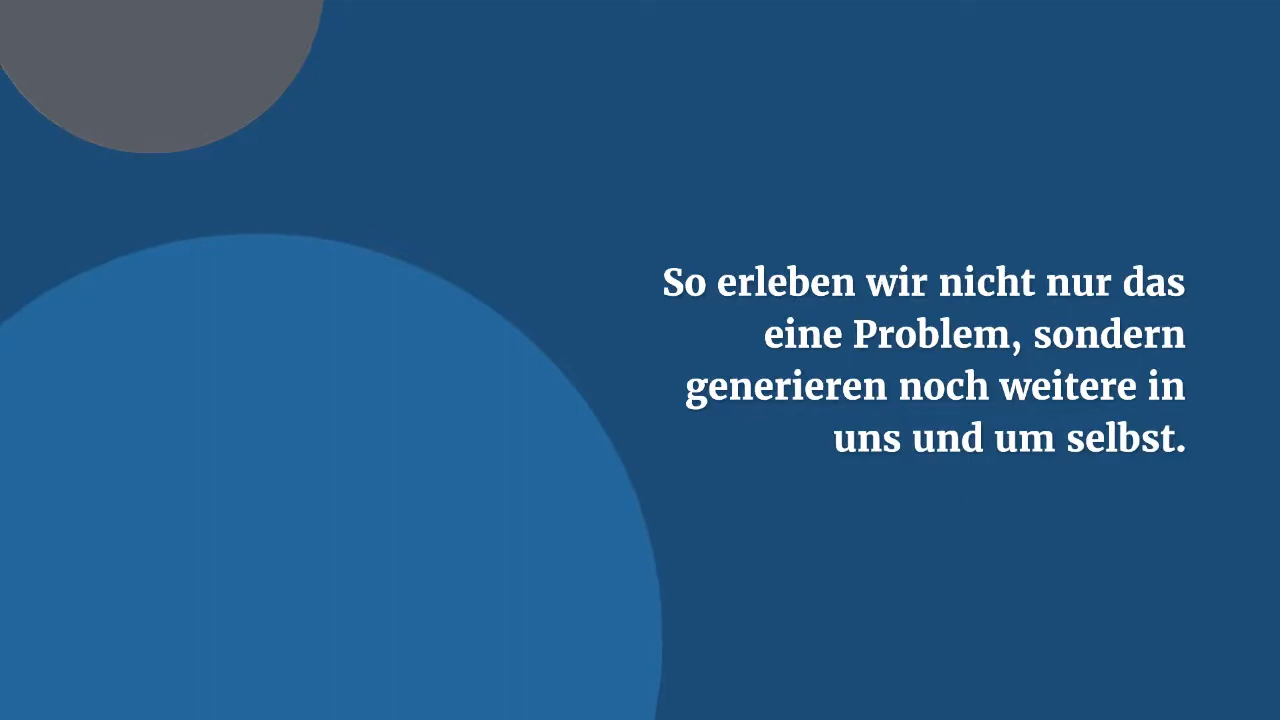 So erleben wir nicht nur das
eine Problem, sondern
generieren noch weitere in
uns und um selbst.